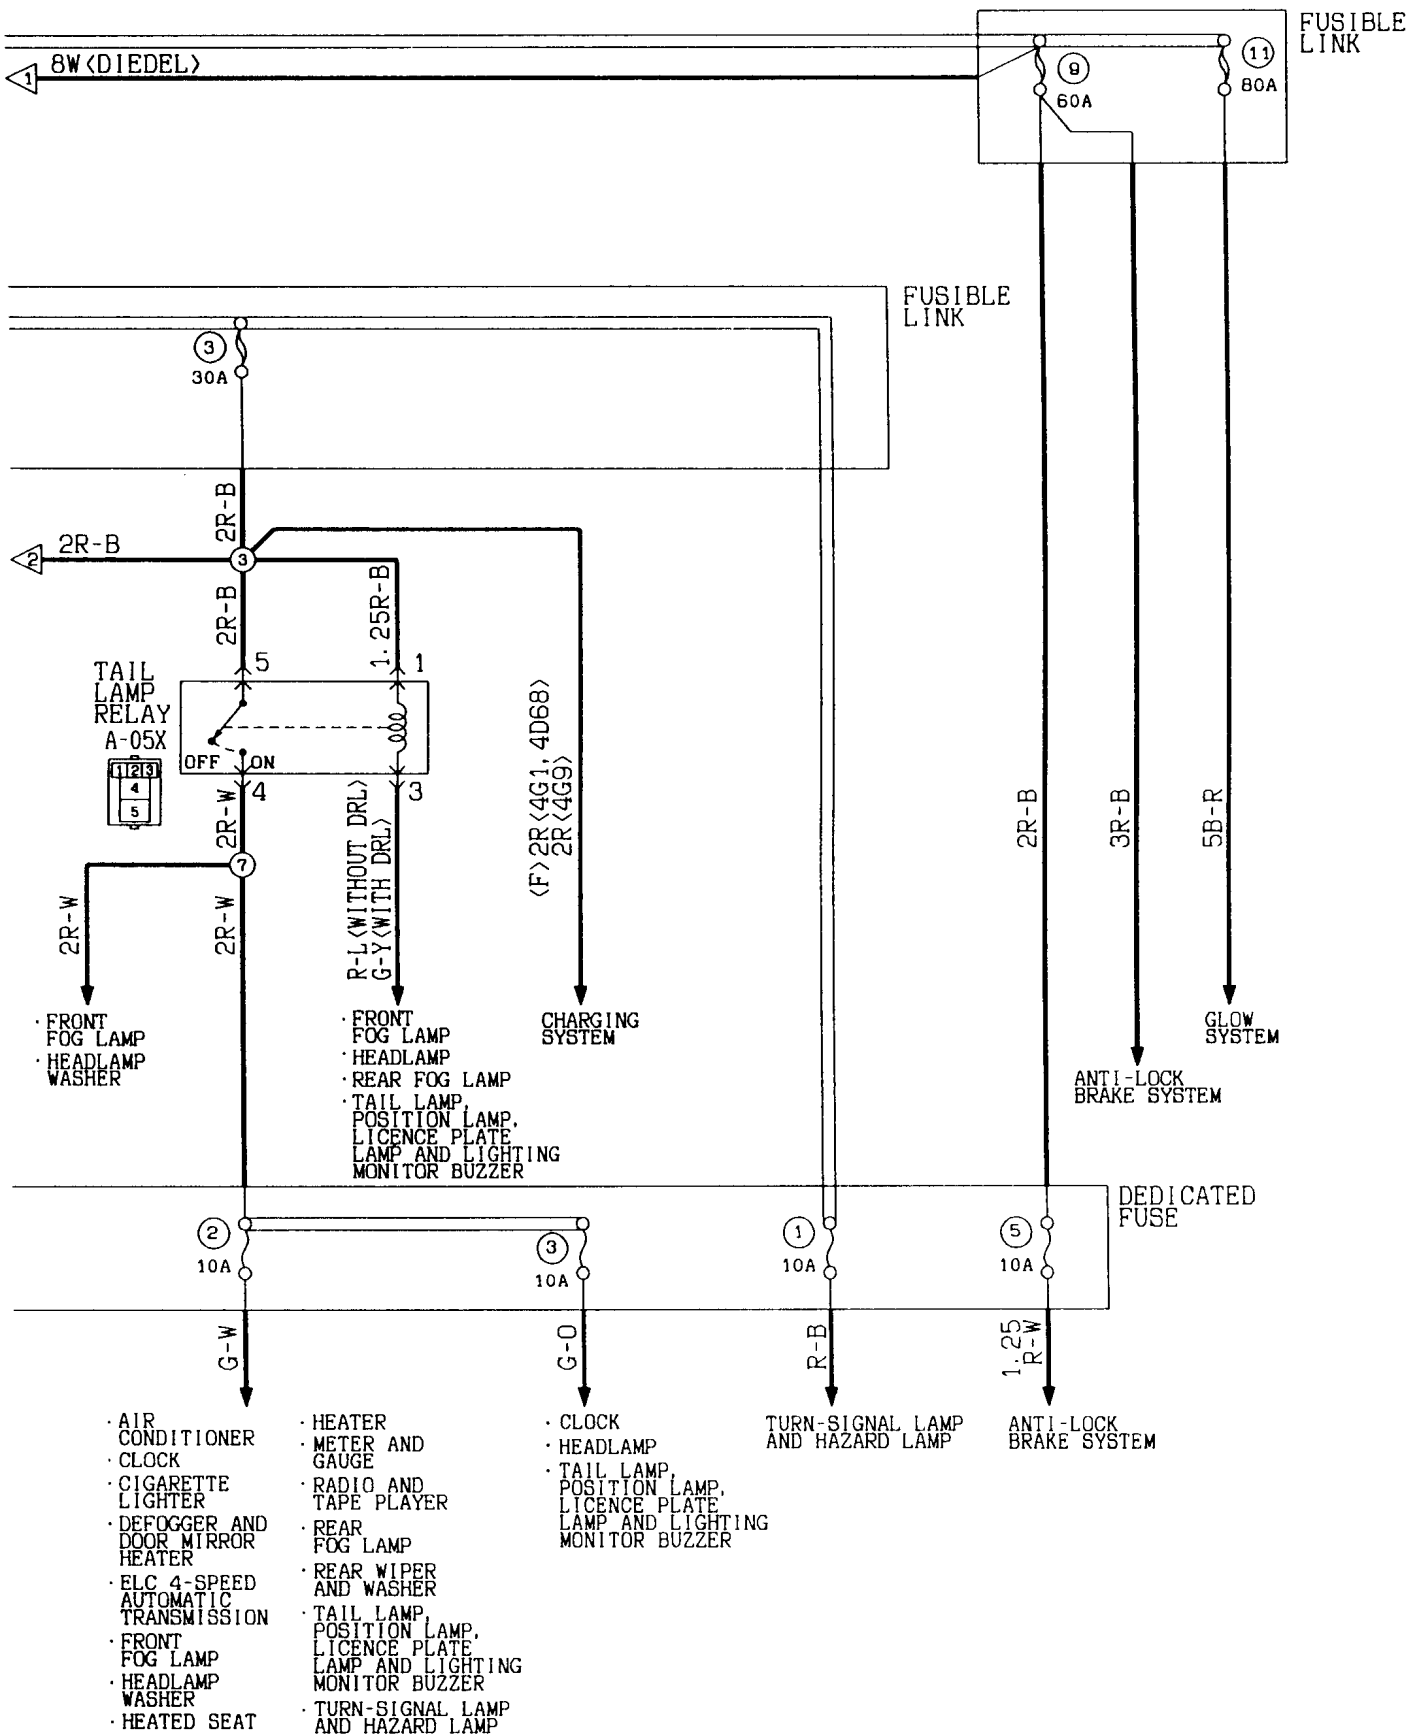 FUSIBLE
LINK
8W<DIEDEL>
1
9
60A
11
80A
FUSIBLE
LINK
3
30A
2R-B
2
2R-B
3
2R-B
1.25R-B
TAIL
LAMP
RELAY
A-05X
5
1
OFF
ON
1 2 3
4
5
4
3
2R-W
7
2R-W
2R-W
R-L<WITHOUT DRL>
G-Y<WITH DRL>
<F>2R<4G1, 4D68>
2R<4G9>
2R-B
3R-B
5B-R
· FRONT
FOG LAMP
· HEADLAMP
WASHER
· FRONT
FOG LAMP
· HEADLAMP
· REAR FOG LAMP
· TAIL LAMP,
POSITION LAMP,
LICENCE PLATE
LAMP AND LIGHTING
MONITOR BUZZER
CHARGING
SYSTEM
GLOW
SYSTEM
ANTI-LOCK
BRAKE SYSTEM
DEDICATED
FUSE
2
10A
3
10A
1
10A
5
10A
G-W
G-O
R-B
1.25
R-W
· AIR
CONDITIONER
· CLOCK
· CIGARETTE
LIGHTER
· DEFOGGER AND
DOOR MIRROR
HEATER
· ELC 4-SPEED
AUTOMATIC
TRANSMISSION
· FRONT
FOG LAMP
· HEADLAMP
WASHER
· HEATED SEAT
· HEATER
· METER AND
GAUGE
· RADIO AND
TAPE PLAYER
· REAR
FOG LAMP
· REAR WIPER
AND WASHER
· TAIL LAMP,
POSITION LAMP,
LICENCE PLATE
LAMP AND LIGHTING
MONITOR BUZZER
· TURN-SIGNAL LAMP
AND HAZARD LAMP
· CLOCK
· HEADLAMP
· TAIL LAMP,
POSITION LAMP,
LICENCE PLATE
LAMP AND LIGHTING
MONITOR BUZZER
TURN-SIGNAL LAMP
AND HAZARD LAMP
ANTI-LOCK
BRAKE SYSTEM